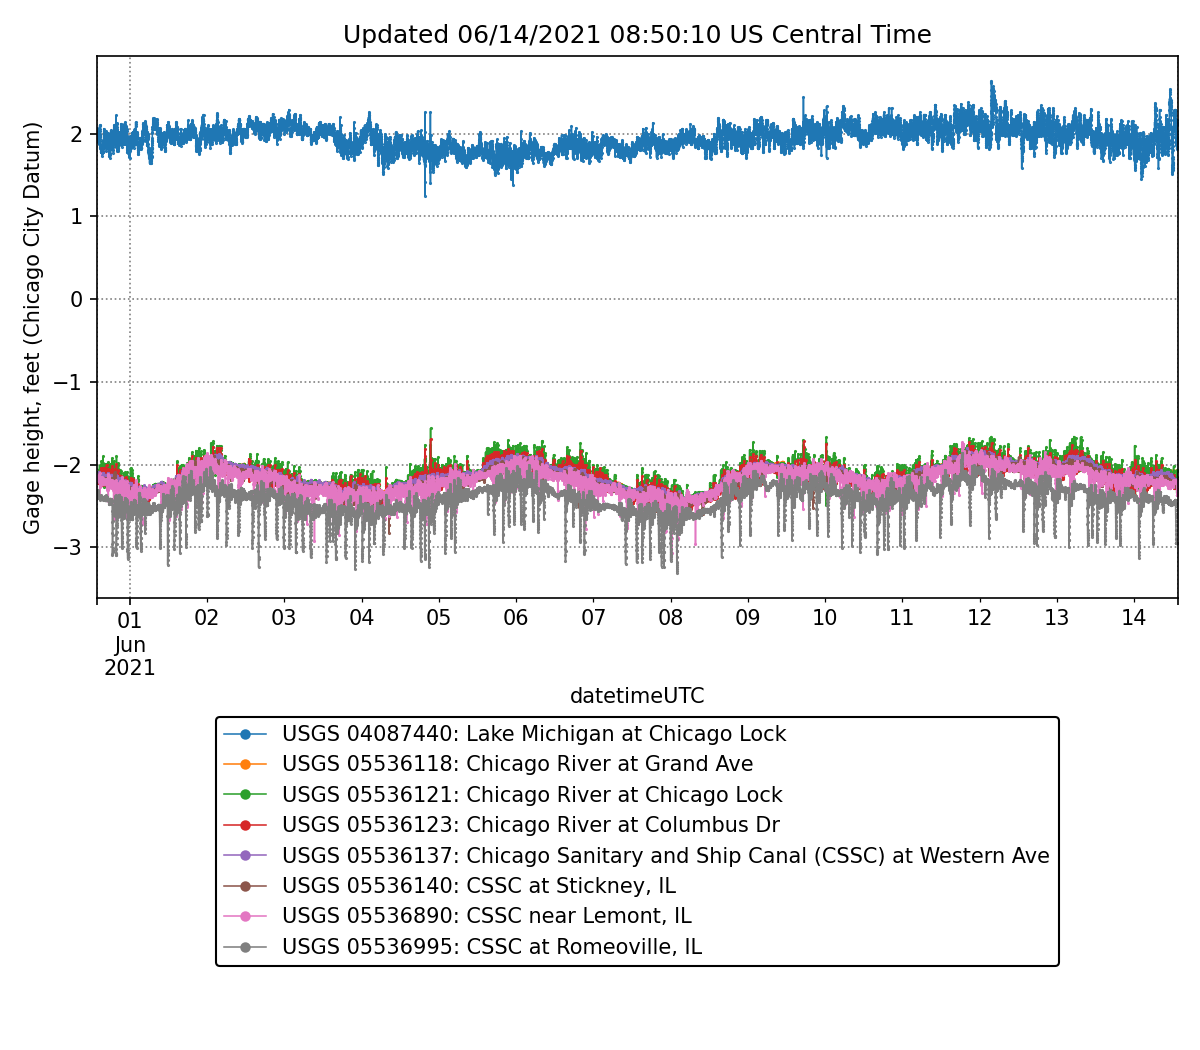 Updated 06/14/2021 08:50:10 US Central Time
Gage height, feet (Chicago City Datum)
2
1
0
−1
−2
−3
01 02 03 04 05 06 07 08 09 10 11 12 13 14
Jun
2021
datetimeUTC
USGS 04087440: Lake Michigan at Chicago Lock
USGS 05536118: Chicago River at Grand Ave
USGS 05536121: Chicago River at Chicago Lock
USGS 05536123: Chicago River at Columbus Dr
USGS 05536137: Chicago Sanitary and Ship Canal (CSSC) at Western Ave
USGS 05536140: CSSC at Stickney, IL
USGS 05536890: CSSC near Lemont, IL
USGS 05536995: CSSC at Romeoville, IL